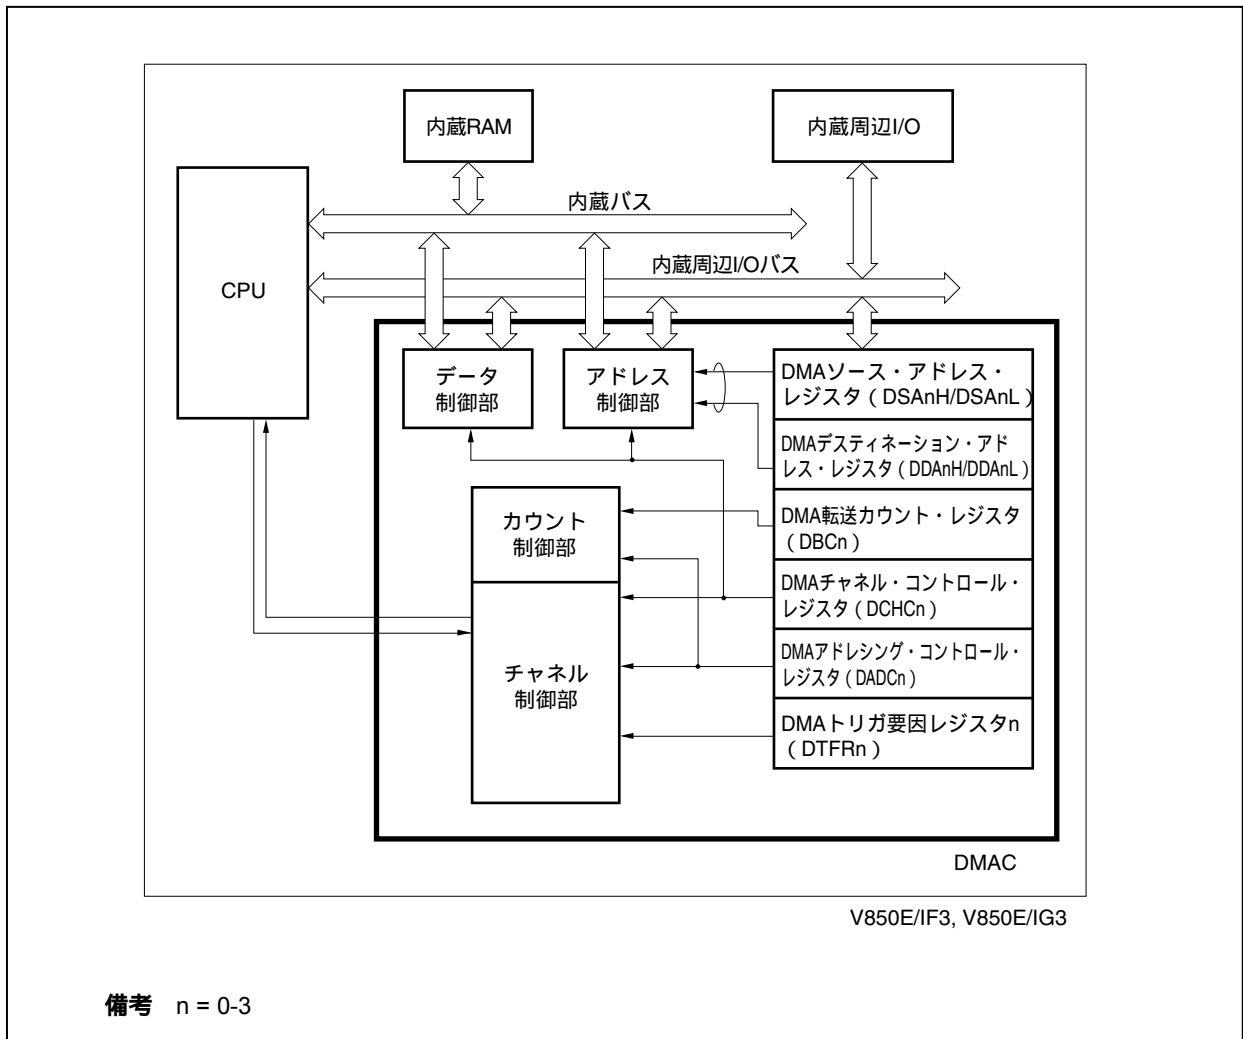 内蔵RAM
内蔵周辺I/O
内蔵バス
CPU
内蔵周辺I/Oバス
データ
制御部
アドレス
制御部
DMAソース・アドレス・
レジスタ（DSAnH/DSAnL）
DMAデスティネーション・アド
レス・レジスタ（DDAnH/DDAnL）
カウント
制御部
DMA転送カウント・レジスタ
（DBCn）
DMAチャネル・コントロール・
レジスタ（DCHCn）
チャネル
制御部
DMAアドレシング・コントロール・
レジスタ（DADCn）
DMAトリガ要因レジスタn
（DTFRn）
DMAC
V850E/IF3, V850E/IG3
備考 n = 0-3